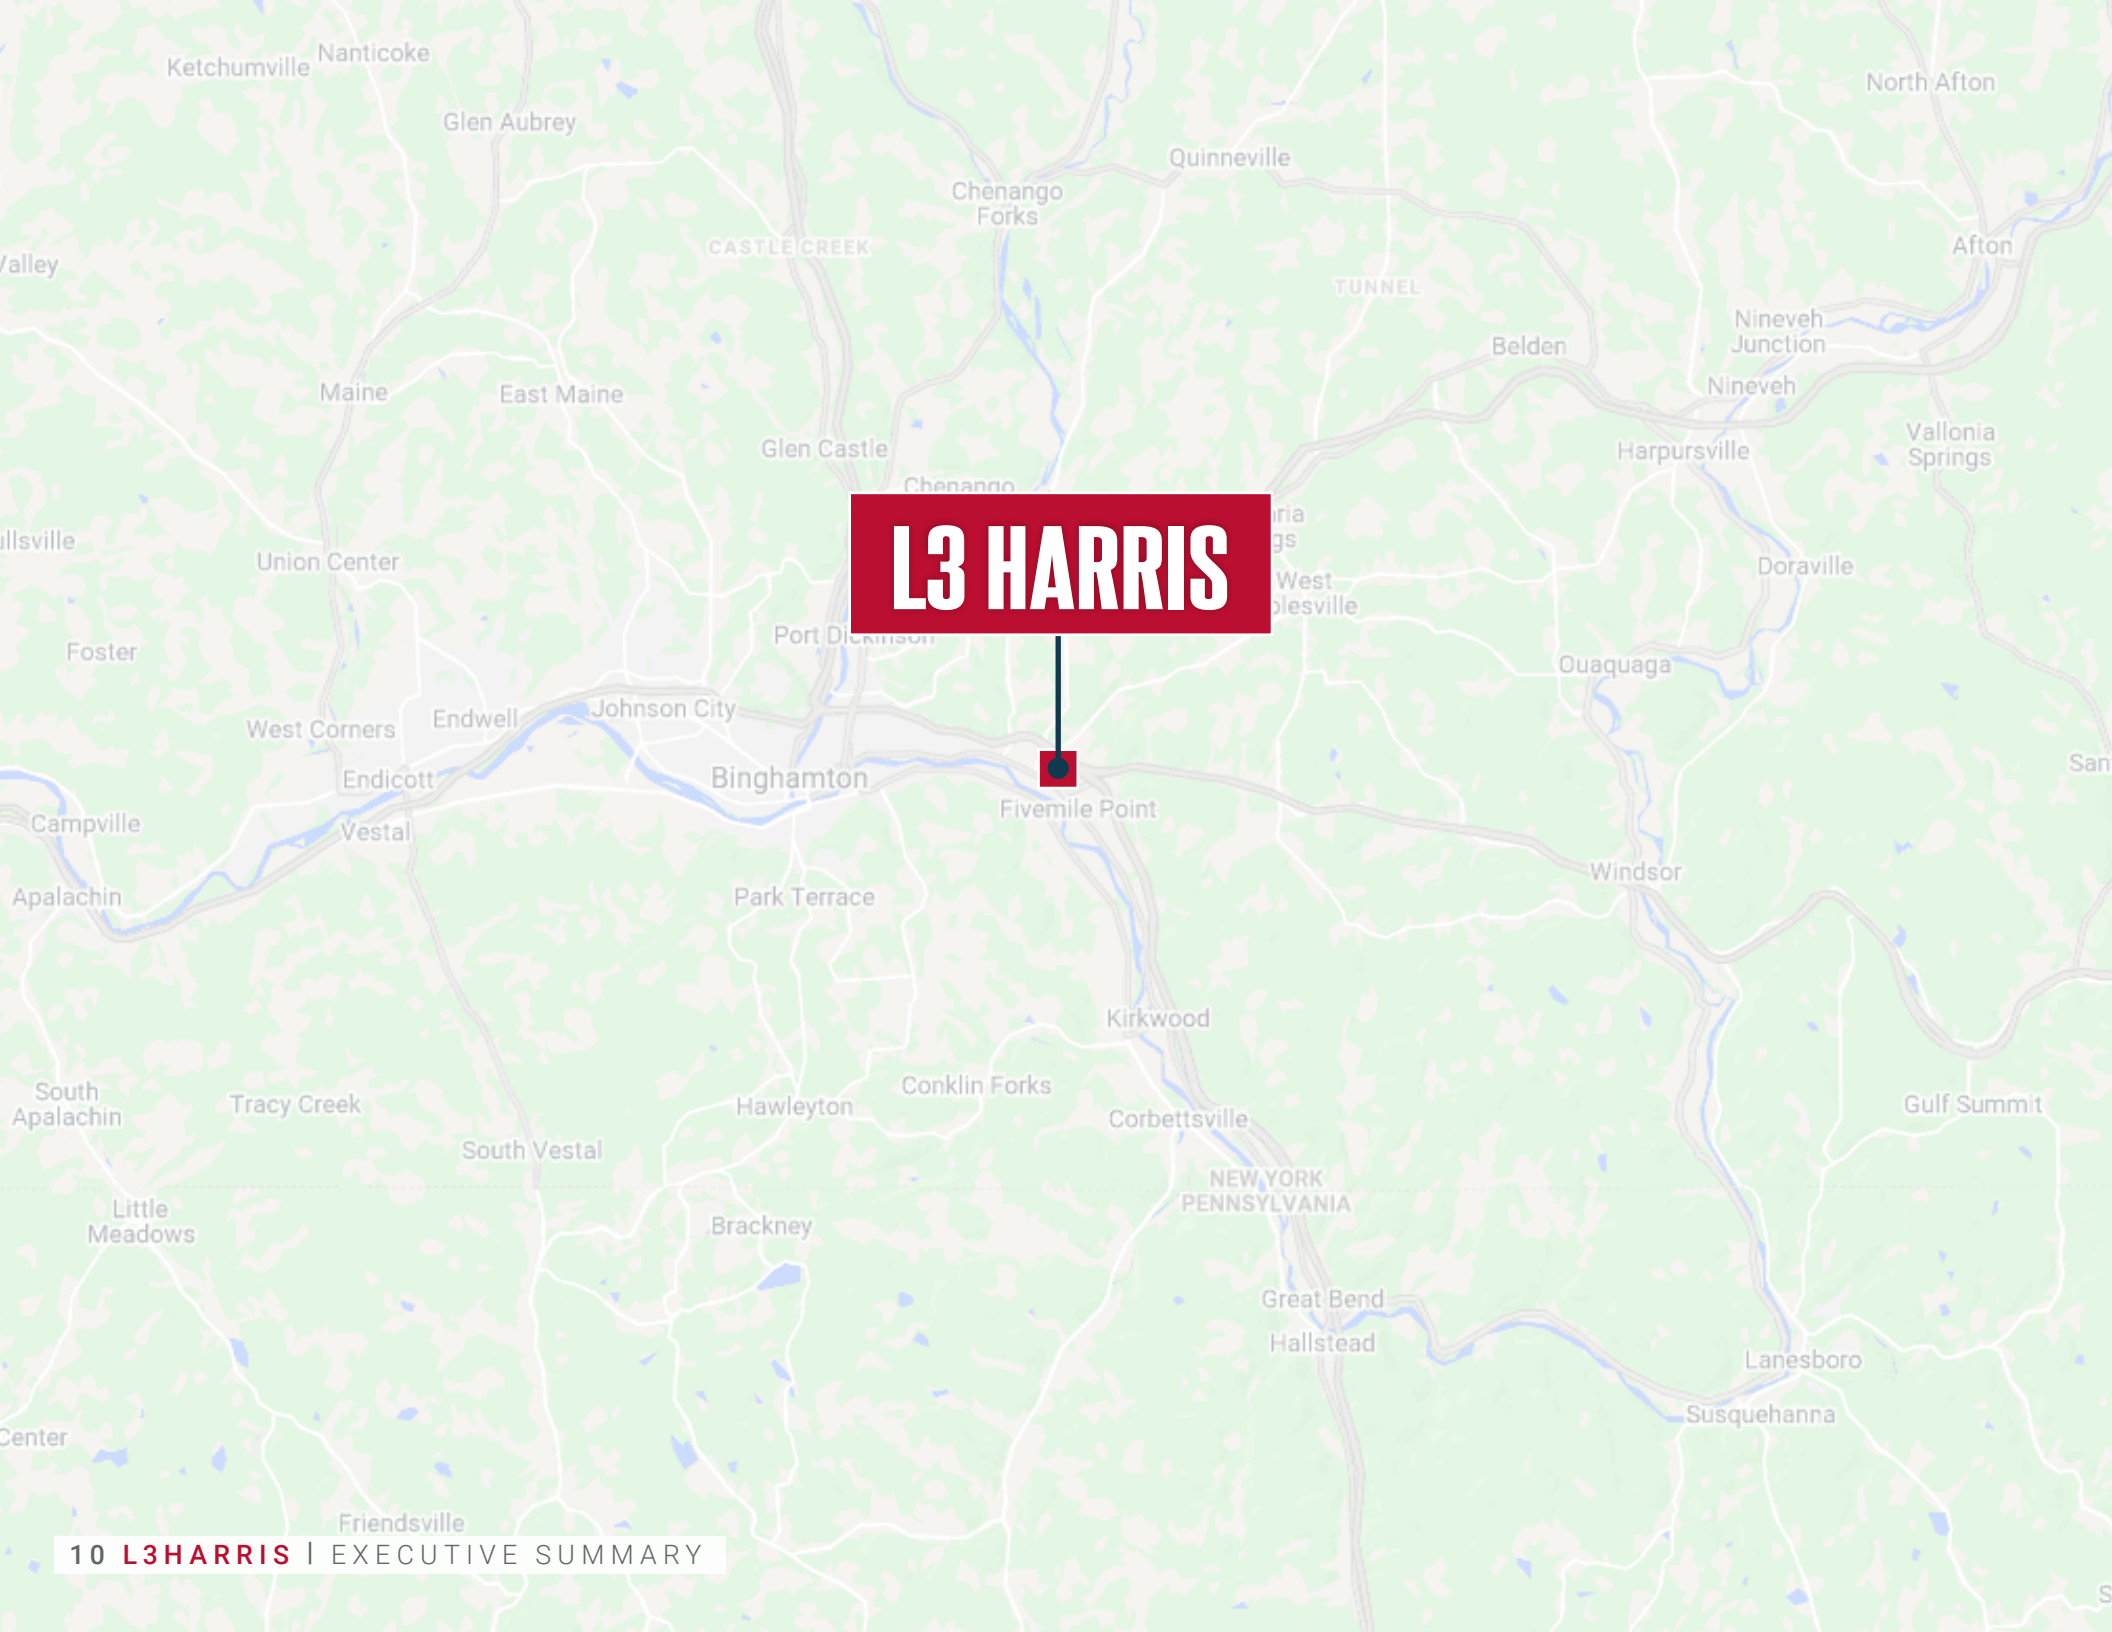 Nanticoke
Ketchumville
North Afton
Glen Aubrey
Quinneville
Chenango
Forks
CASTLE CREEK
Afton
Valley
TUNNEL
Nineveh
Junction
Belden
Nineveh
Maine
East Maine
Vallonia
Springs
Glen Castle
Harpursville
Chenango
L3 HARRIS
Union Center
Doraville
West
Port Dickinson
Foster
Ouaquaga
Johnson City
Endwell
West Corners
Endicott
Binghamton
San
Fivemile Point
Campville
Vestal
Windsor
Apalachin
Park Terrace
Kirkwood
Conklin Forks
South
Apalachin
Tracy Creek
Hawleyton
Corbettsville
Gulf Summit
South Vestal
NEW YORK
PENNSYLVANIA
Little
Meadows
Brackney
Great Bend
Hallstead
Lanesboro
Susquehanna
Center
Friendsville
10 L3HARRIS | EXECUTIVE SUMMARY